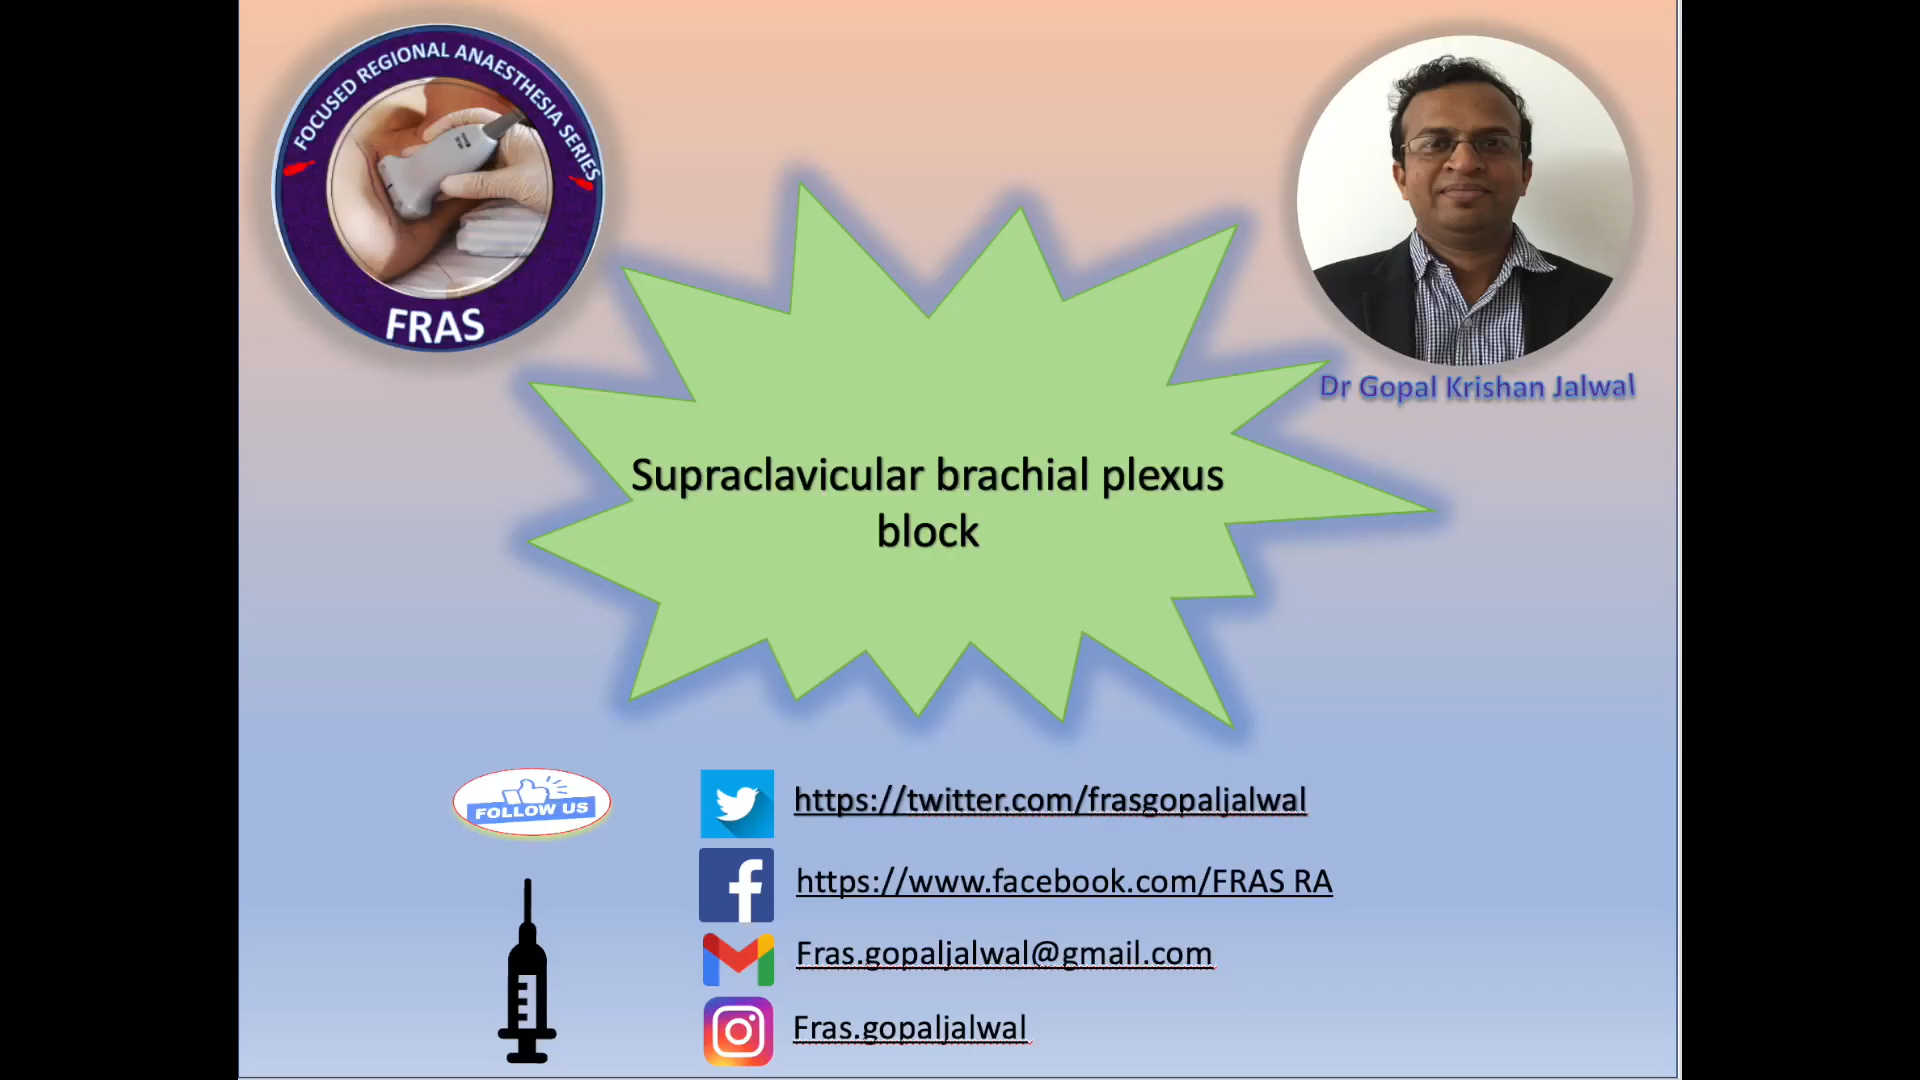 FOCUSED REGIONAL ANAESTHESIA SERIES
FRAS
Dr Gopal Krishan Jalwal
Supraclavicular brachial plexus
block
FOLLOW US
https://twitter.com/frasgopaljalwal
https://www.facebook.com/FRAS RA
Fras.gopaljalwal@gmail.com
Fras.gopaljalwal